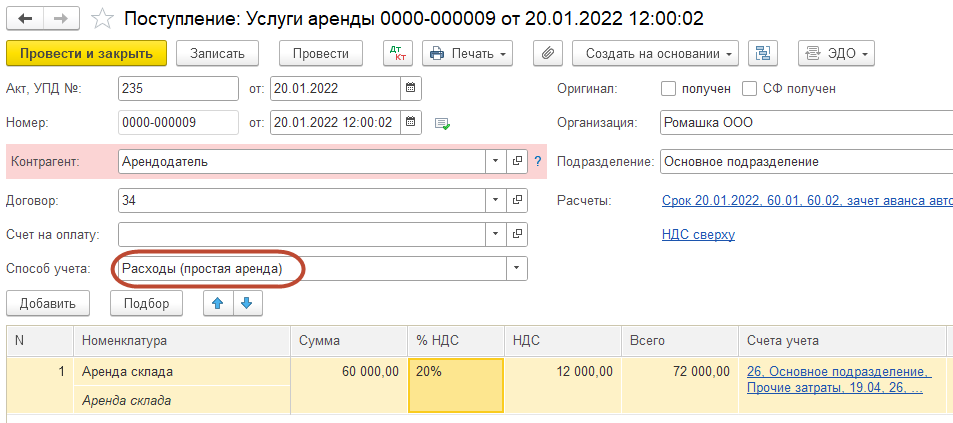 Поступление: Услуги аренды 0000-000009 от 20.01.2022 12:00:02
Провести и закрыть Записать Провести Дт Кт Печать Создать на основании ЭДО
Акт, УПД №: 235 от: 20.01.2022 Оригинал: получен СФ получен
Номер: 0000-000009 от: 20.01.2022 12:00:02 Организация: Ромашка ООО
Контрагент: Арендодатель ? Подразделение: Основное подразделение
Договор: 34 Расчеты: Срок 20.01.2022, 60.01, 60.02, зачет аванса авто
Счет на оплату: НДС сверху
Способ учета: Расходы (простая аренда)
Добавить Подбор
N Номенклатура Сумма % НДС НДС Всего Счета учета
1 Аренда склада 60 000,00 20% 12 000,00 72 000,00 26, Основное подразделение,
Аренда склада Прочие затраты, 19.04, 26, ...